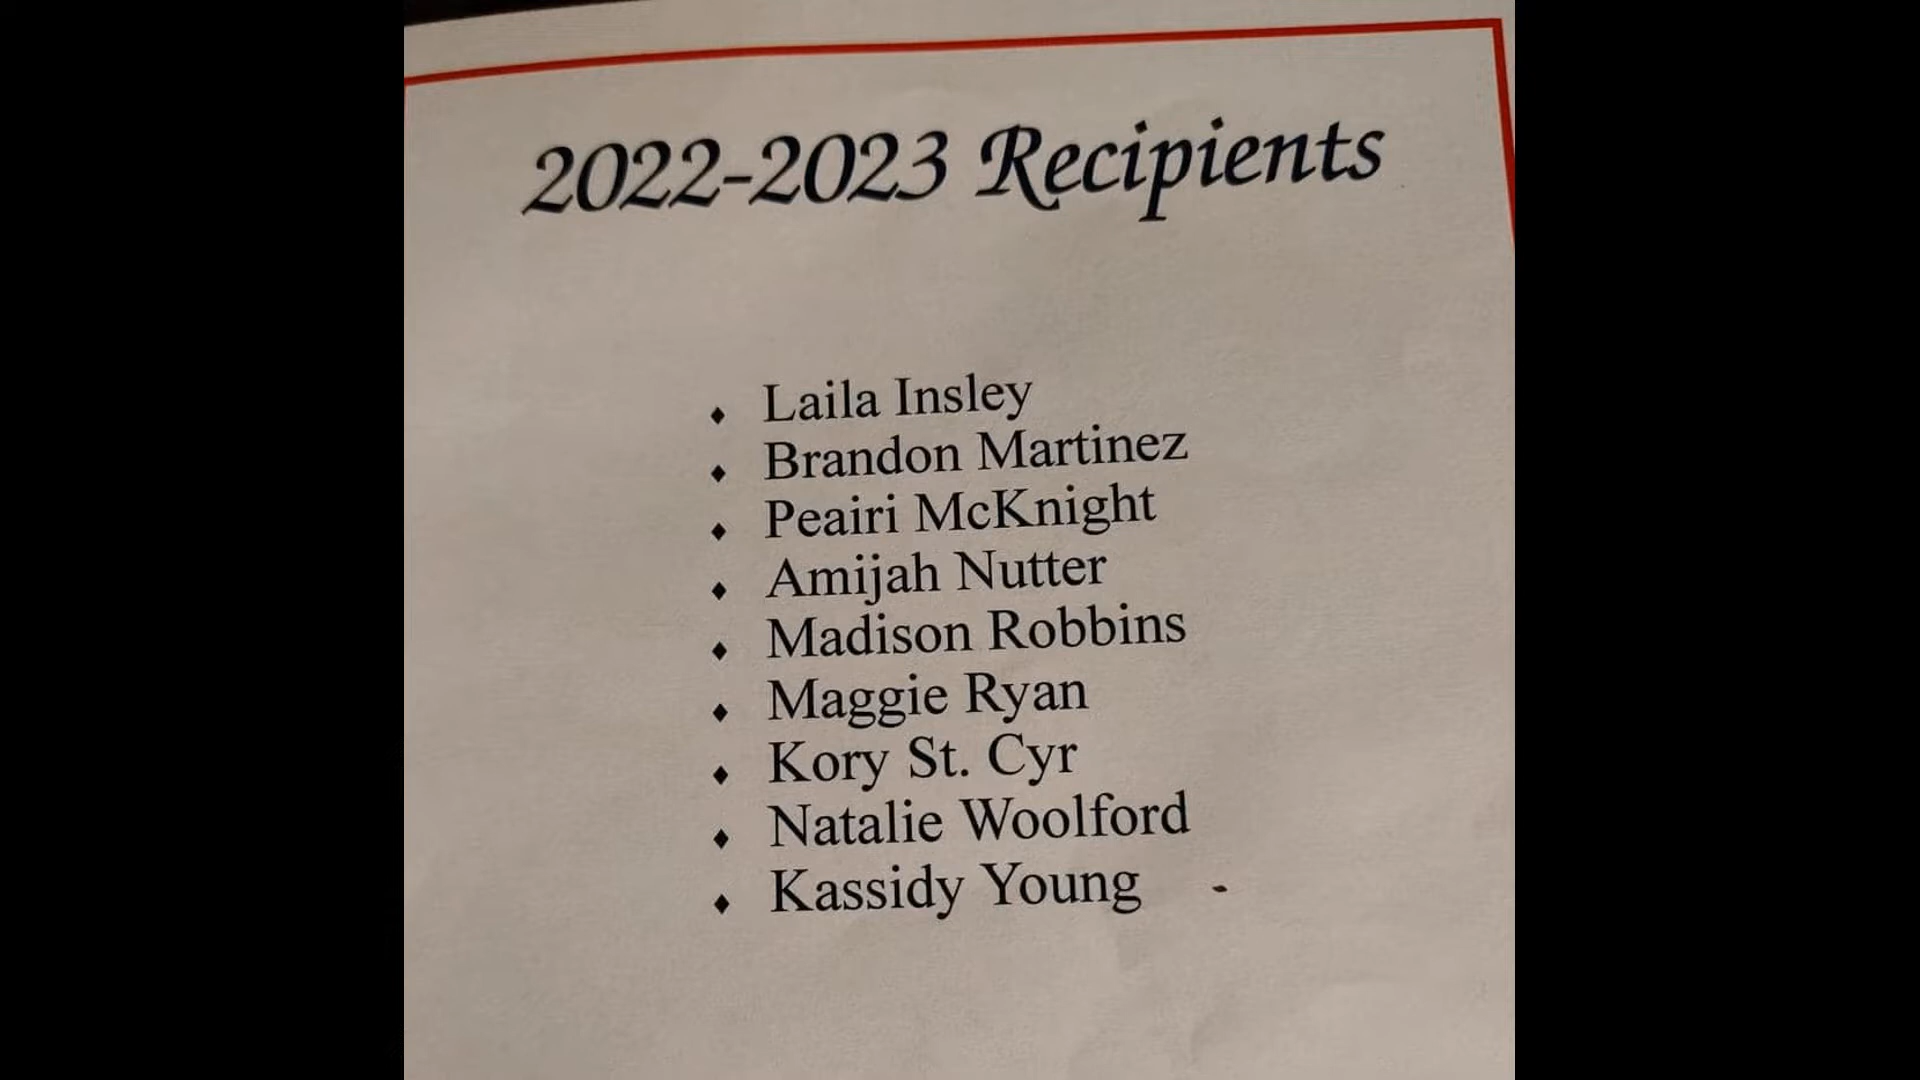 2022-2023 Recipients
Laila Insley
Brandon Martinez
Peairi McKnight
Amijah Nutter
Madison Robbins
Maggie Ryan
Kory St. Cyr
Natalie Woolford
Kassidy Young